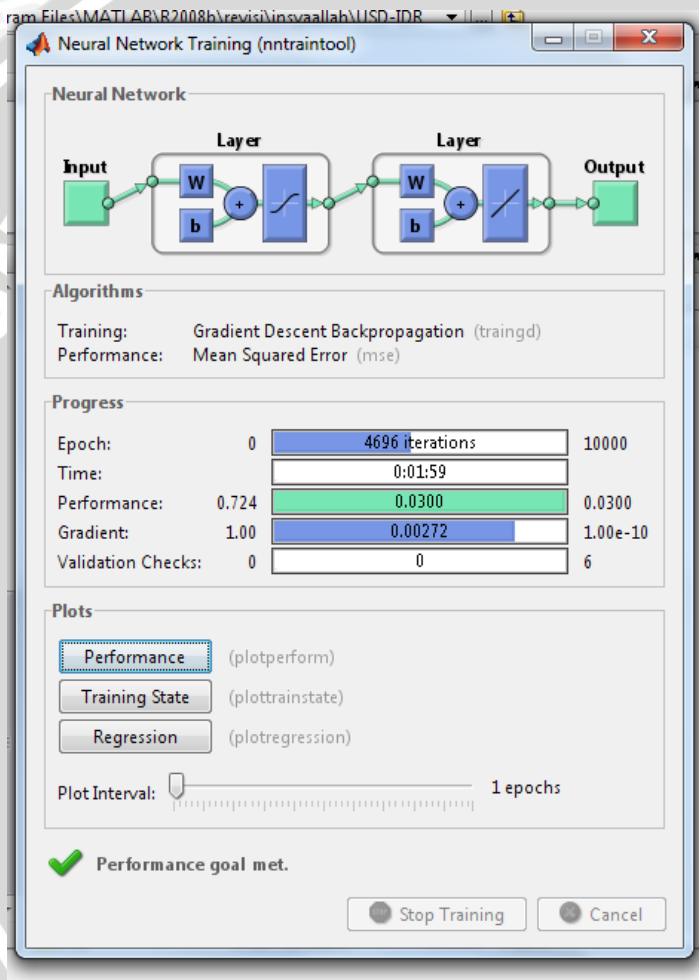 ram Files\MATLAB\R2008b\revisi\insyaallah\USD-IDR ...
Neural Network Training (nntraintool)
Neural Network
Layer Layer
Input Output
W W
+ +
b b
Algorithms
Training: Gradient Descent Backpropagation (traingd)
Performance: Mean Squared Error (mse)
Progress
Epoch: 0 4696 iterations 10000
Time: 0:01:59
Performance: 0.724 0.0300 0.0300
Gradient: 1.00 0.00272 1.00e-10
Validation Checks: 0 0 6
Plots
Performance (plotperform)
Training State (plottrainstate)
Regression (plotregression)
Plot Interval: 1 epochs
Performance goal met.
Stop Training Cancel